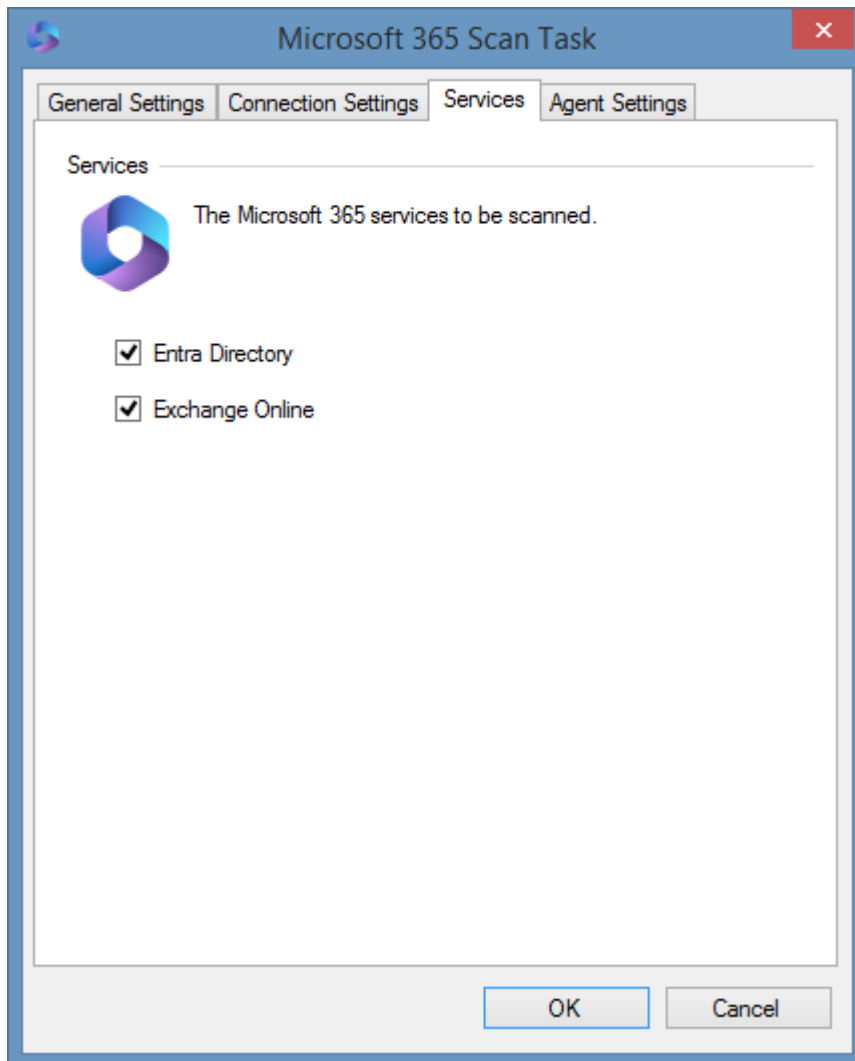 Microsoft 365 Scan Task
General Settings
Connection Settings
Services
Agent Settings
Services
The Microsoft 365 services to be scanned.
Entra Directory
Exchange Online
OK
Cancel